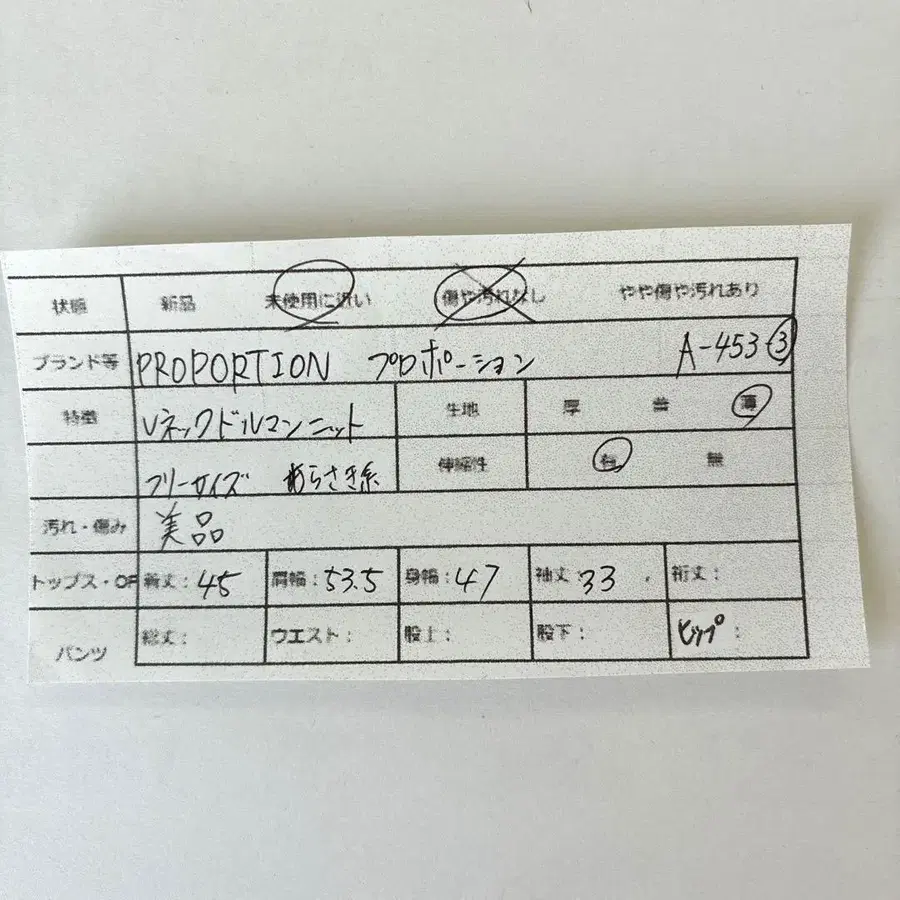 状態 新品 未使用に近い 傷や汚れなし やや傷や汚れあり
ブランド等 PROPORTION プロポーション A-453-③
特徴 Vネックドルマンニット 生地 厚 普 薄
フリーサイズ むらさき系 伸縮性 有 無
汚れ・傷み 美品
トップス・OP 着丈:45 肩幅:53.5 身幅:47 袖丈:33 裄丈:
パンツ 総丈: ウエスト: 股上: 股下: ヒップ: